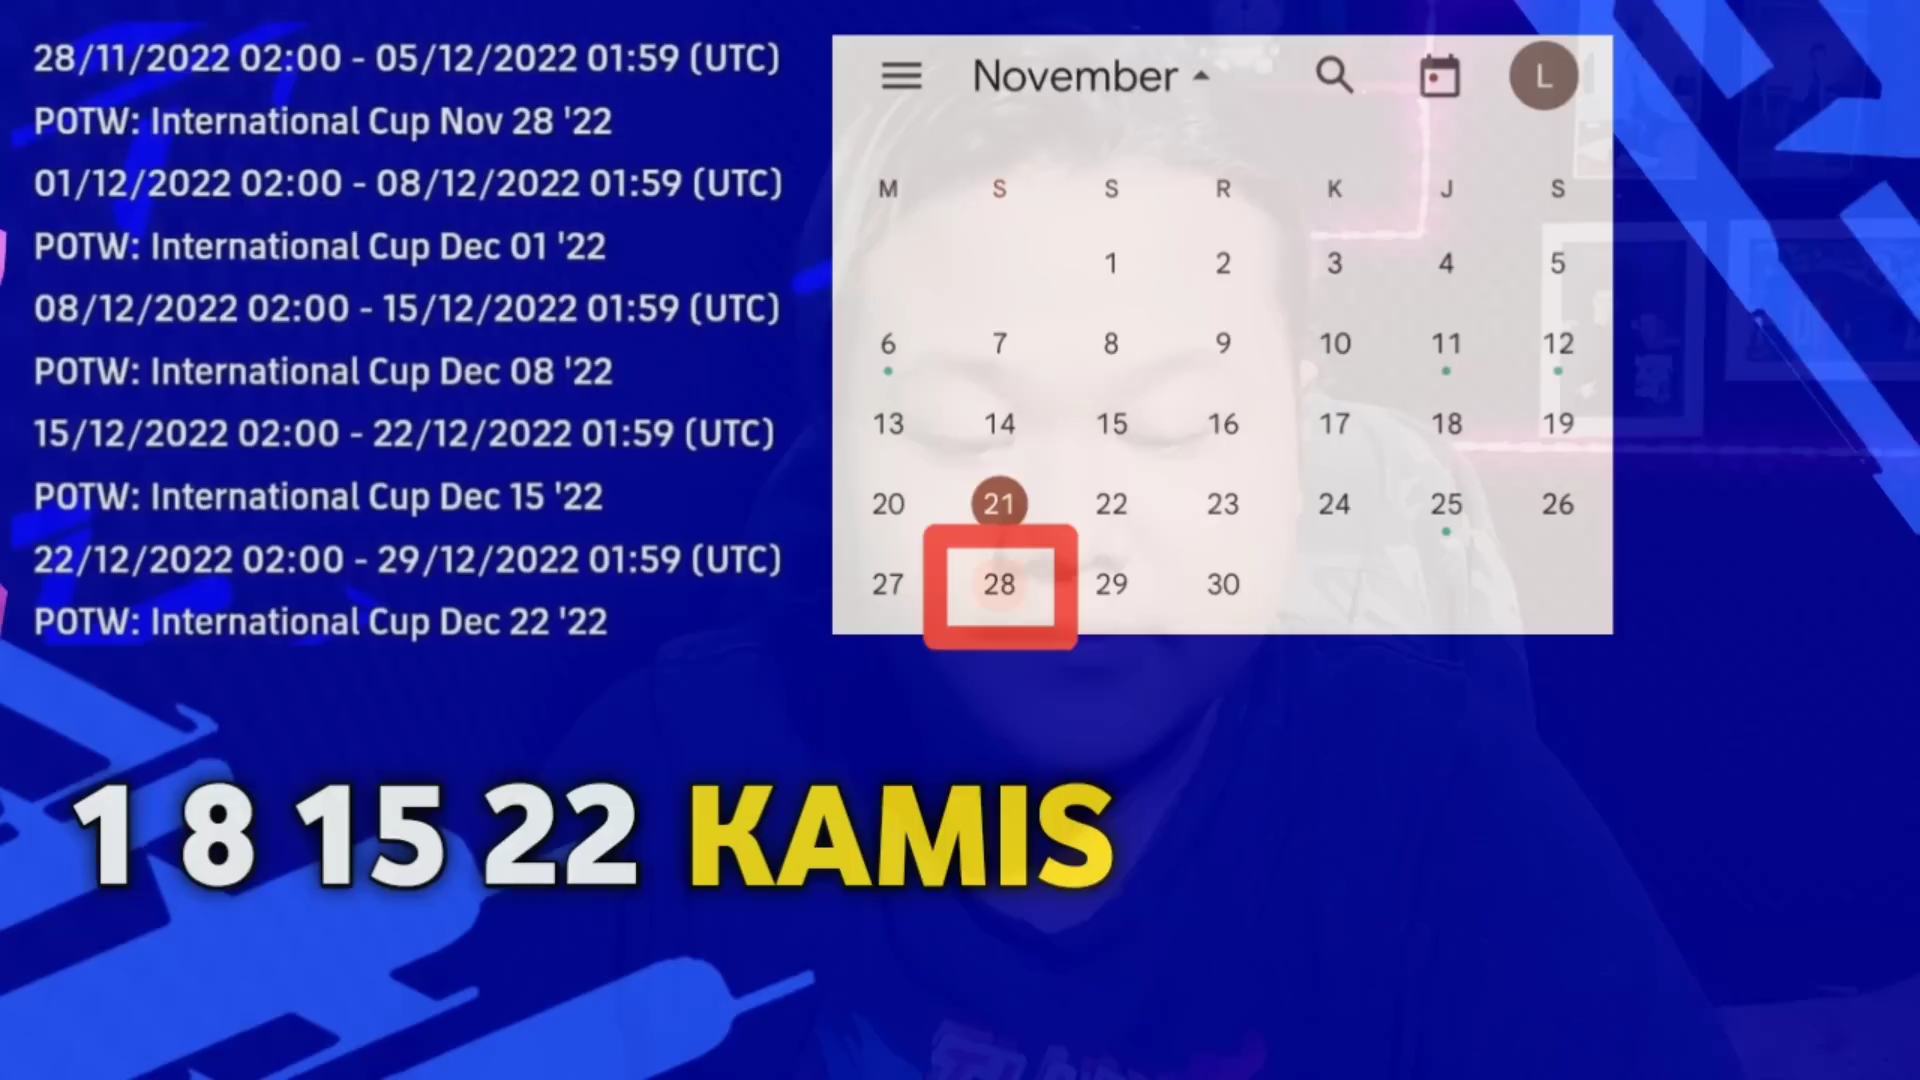 28/11/2022 02:00 - 05/12/2022 01:59 (UTC)
POTW: International Cup Nov 28 '22
01/12/2022 02:00 - 08/12/2022 01:59 (UTC)
POTW: International Cup Dec 01 '22
08/12/2022 02:00 - 15/12/2022 01:59 (UTC)
POTW: International Cup Dec 08 '22
15/12/2022 02:00 - 22/12/2022 01:59 (UTC)
POTW: International Cup Dec 15 '22
22/12/2022 02:00 - 29/12/2022 01:59 (UTC)
POTW: International Cup Dec 22 '22
November L
M S S R K J S
1 2 3 4 5
6 7 8 9 10 11 12
13 14 15 16 17 18 19
20 21 22 23 24 25 26
27 28 29 30
1 8 15 22 KAMIS